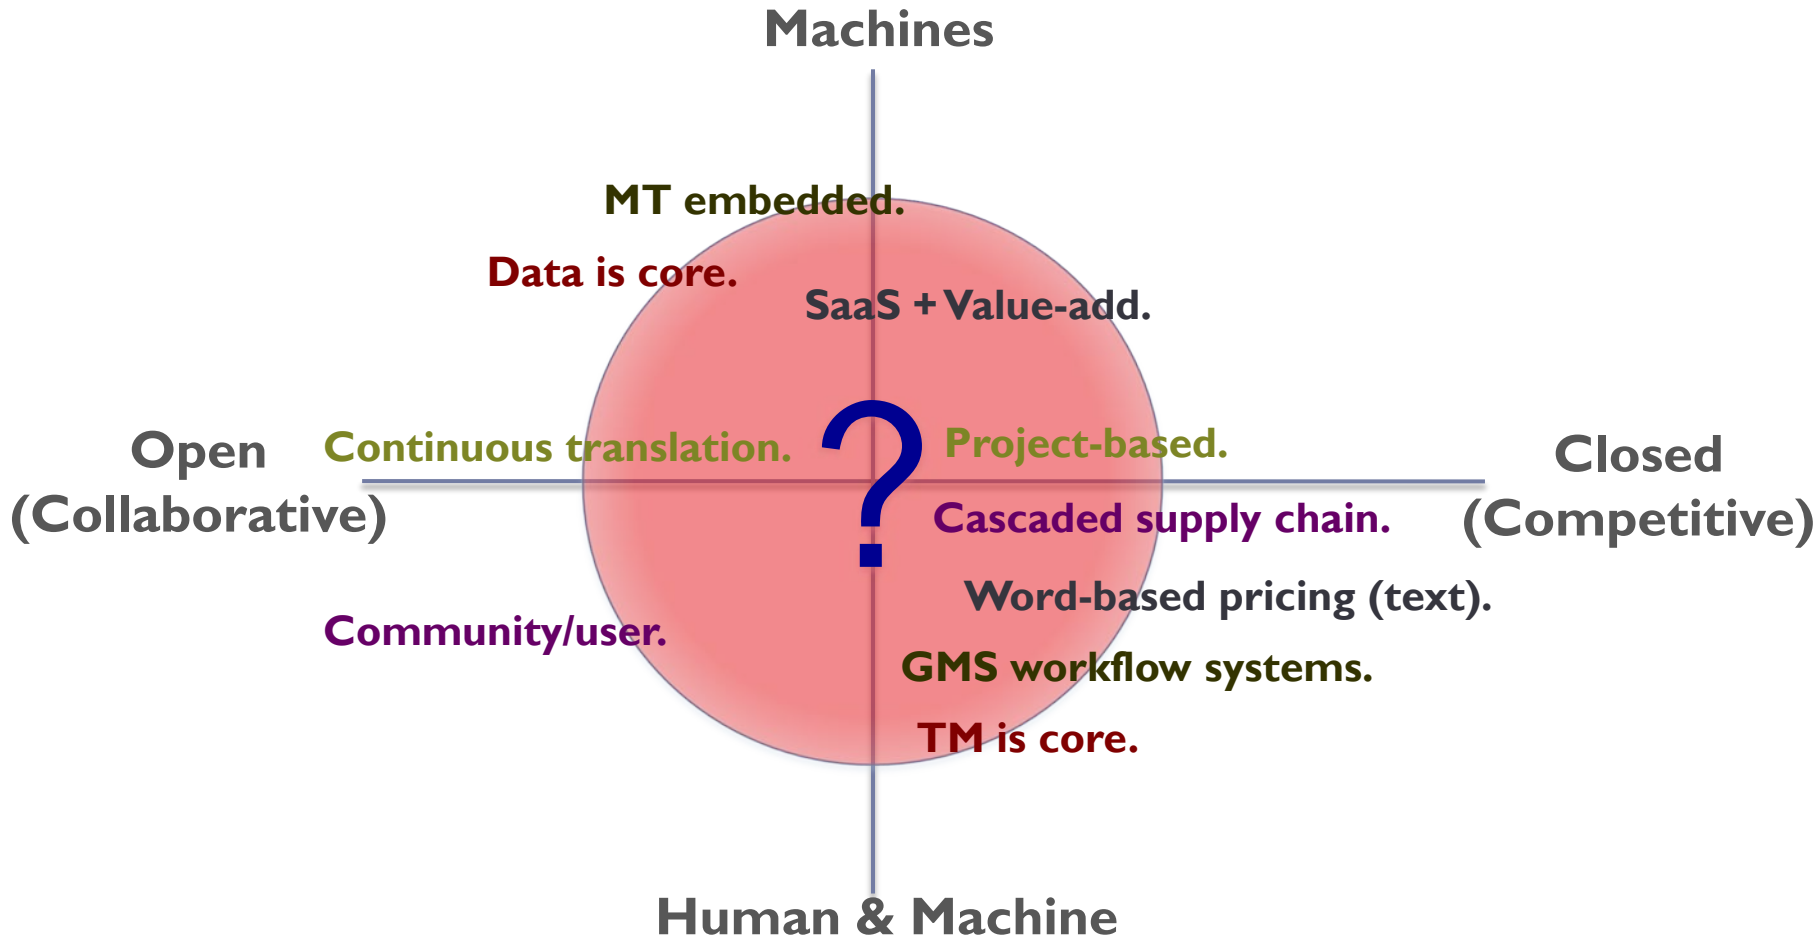 Machines
MT embedded.
Data is core.
SaaS + Value-add.
Open
(Collaborative)
Continuous translation.
?
Project-based.
Closed
(Competitive)
Cascaded supply chain.
Word-based pricing (text).
Community/user.
GMS workflow systems.
TM is core.
Human & Machine